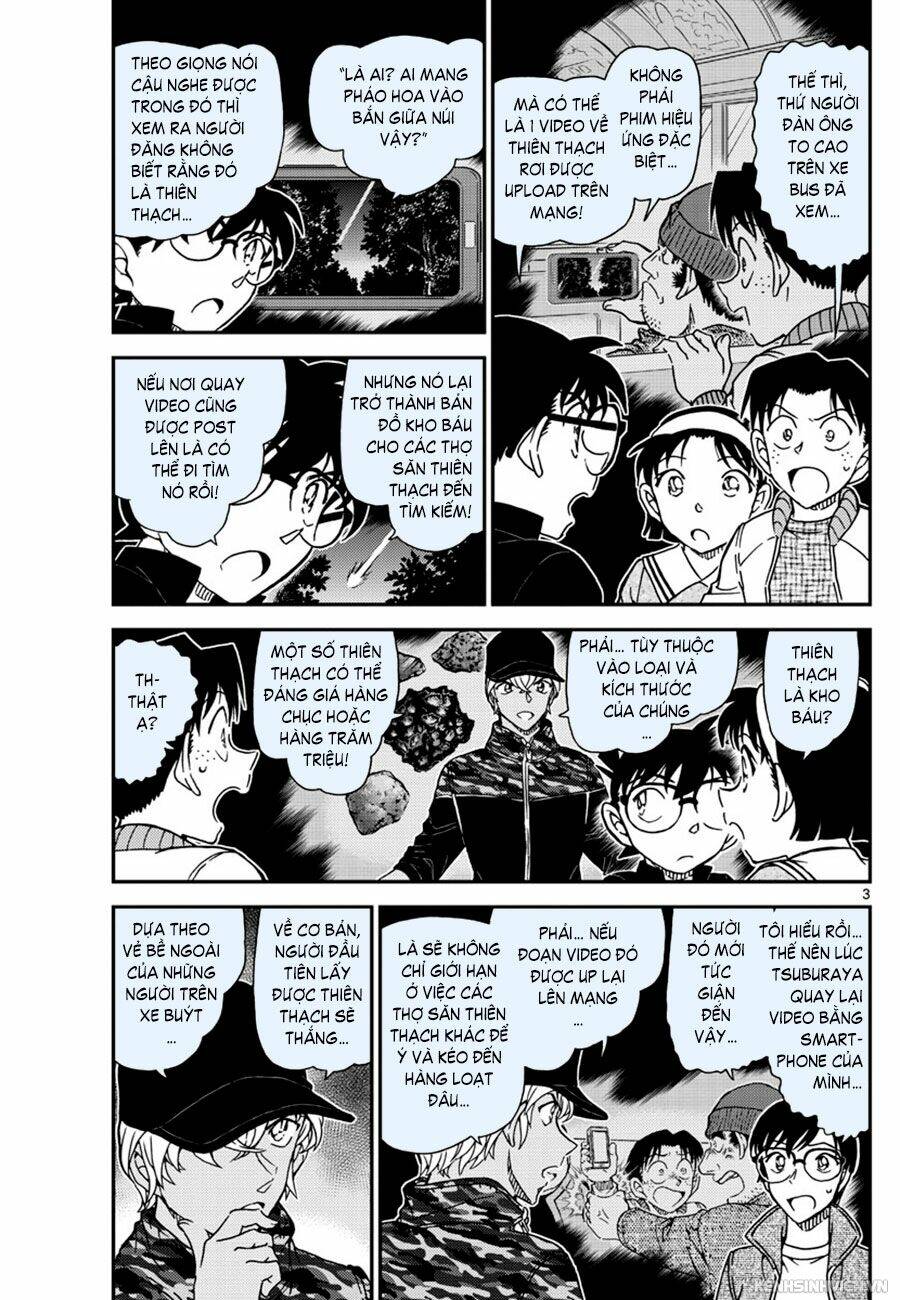 THẾ THÌ,
THỨ NGƯỜI
ĐÀN ÔNG
TO CAO
TRÊN XE
BUS ĐÃ
XEM...
KHÔNG
PHẢI
PHIM HIỆU
ỨNG ĐẶC
BIỆT...
MÀ CÓ THỂ
LÀ 1 VIDEO VỀ
THIÊN THẠCH
RƠI ĐƯỢC
UPLOAD TRÊN
MẠNG!
“LÀ AI? AI MANG
PHÁO HOA VÀO
BẮN GIỮA NÚI
VẬY?”
THEO GIỌNG NÓI
CẬU NGHE ĐƯỢC
TRONG ĐÓ THÌ
XEM RA NGƯỜI
ĐĂNG KHÔNG
BIẾT RẰNG ĐÓ
LÀ THIÊN
THẠCH...
NHƯNG NÓ LẠI
TRỞ THÀNH BẢN
ĐỒ KHO BÁU
CHO CÁC THỢ
SĂN THIÊN
THẠCH ĐẾN
TÌM KIẾM!
NẾU NƠI QUAY
VIDEO CŨNG
ĐƯỢC POST
LÊN LÀ CÓ
THỂ ĐI TÌM
NÓ RỒI!
THIÊN
THẠCH
LÀ KHO
BÁU?
PHẢI... TÙY THUỘC
VÀO LOẠI VÀ
KÍCH THƯỚC
CỦA CHÚNG
...
MỘT SỐ THIÊN
THẠCH CÓ THỂ
ĐÁNG GIÁ HÀNG
CHỤC HOẶC
HÀNG TRĂM
TRIỆU!
TH-
THẬT
Ạ?
3
TÔI HIỂU RỒI...
THẾ NÊN LÚC
TSUBURAYA
QUAY LẠI
VIDEO BẰNG
SMART-
PHONE CỦA
MÌNH...
NGƯỜI
ĐÓ MỚI
TỨC
GIẬN
ĐẾN
VẬY...
PHẢI... NẾU
ĐOẠN VIDEO ĐÓ
ĐƯỢC UP LẠI
LÊN MẠNG
...
LÀ SẼ KHÔNG
CHỈ GIỚI HẠN
Ở VIỆC CÁC
THỢ SĂN THIÊN
THẠCH KHÁC ĐỂ
Ý VÀ KÉO ĐẾN
HÀNG LOẠT
ĐÂU...
VỀ CƠ BẢN,
NGƯỜI ĐẦU
TIÊN LẤY
ĐƯỢC THIÊN
THẠCH SẼ
THẮNG...
DỰA THEO
VẺ BỀ NGOÀI
CỦA NHỮNG
NGƯỜI TRÊN
XE BUÝT
...